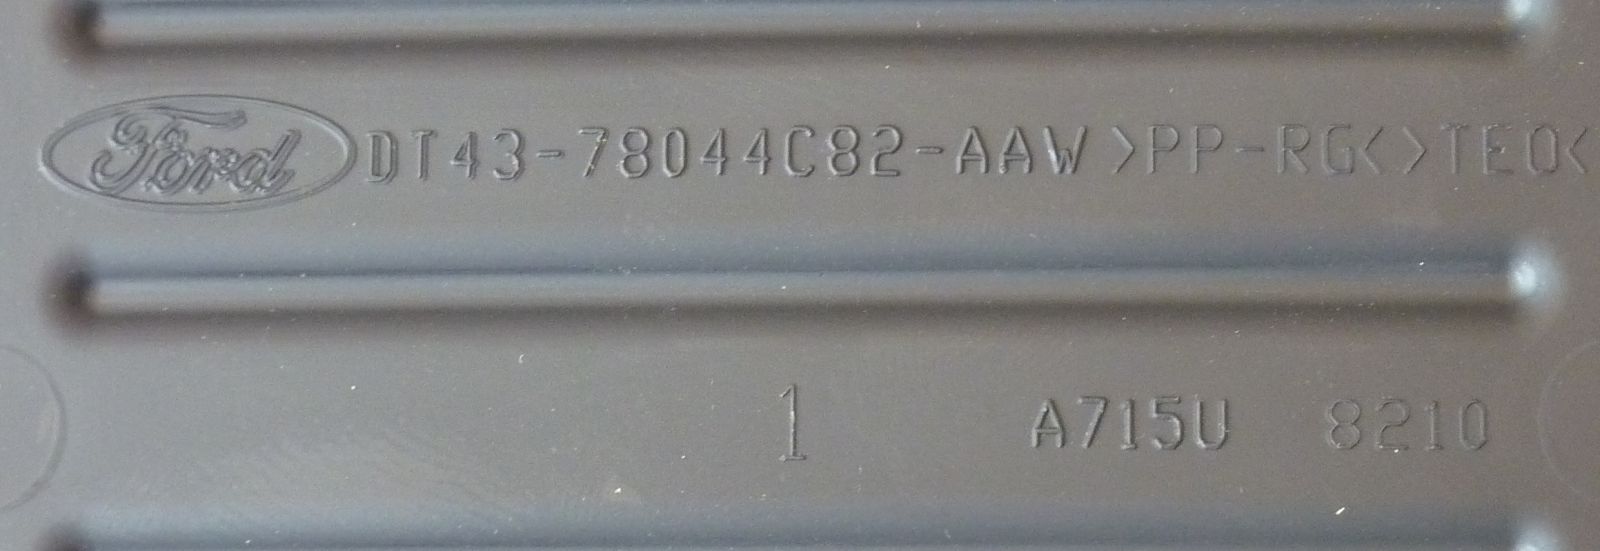 Ford DT43-78044C82-AAW >PP-RG<>TEO<
1 A715U 8210